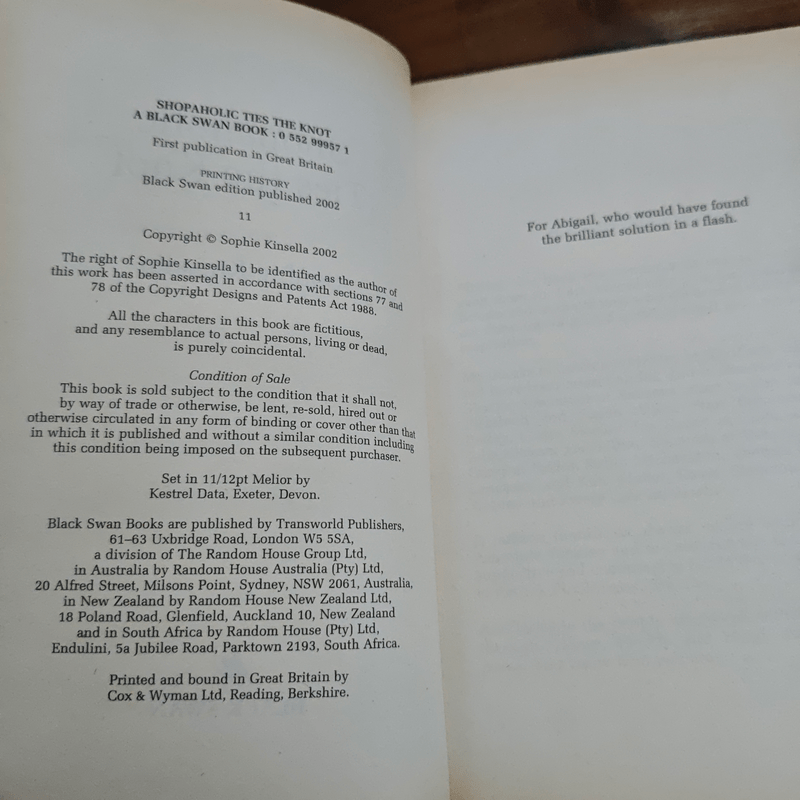 SHOPAHOLIC TIES THE KNOT
A BLACK SWAN BOOK : 0 552 99957 1
First publication in Great Britain
PRINTING HISTORY
Black Swan edition published 2002
11
Copyright © Sophie Kinsella 2002
The right of Sophie Kinsella to be identified as the author of
this work has been asserted in accordance with sections 77 and
78 of the Copyright Designs and Patents Act 1988.
All the characters in this book are fictitious,
and any resemblance to actual persons, living or dead,
is purely coincidental.
Condition of Sale
This book is sold subject to the condition that it shall not,
by way of trade or otherwise, be lent, re-sold, hired out or
otherwise circulated in any form of binding or cover other than that
in which it is published and without a similar condition including
this condition being imposed on the subsequent purchaser.
Set in 11/12pt Melior by
Kestrel Data, Exeter, Devon.
Black Swan Books are published by Transworld Publishers,
61–63 Uxbridge Road, London W5 5SA,
a division of The Random House Group Ltd,
in Australia by Random House Australia (Pty) Ltd,
20 Alfred Street, Milsons Point, Sydney, NSW 2061, Australia,
in New Zealand by Random House New Zealand Ltd,
18 Poland Road, Glenfield, Auckland 10, New Zealand
and in South Africa by Random House (Pty) Ltd,
Endulini, 5a Jubilee Road, Parktown 2193, South Africa.
Printed and bound in Great Britain by
Cox & Wyman Ltd, Reading, Berkshire.
For Abigail, who would have found
the brilliant solution in a flash.